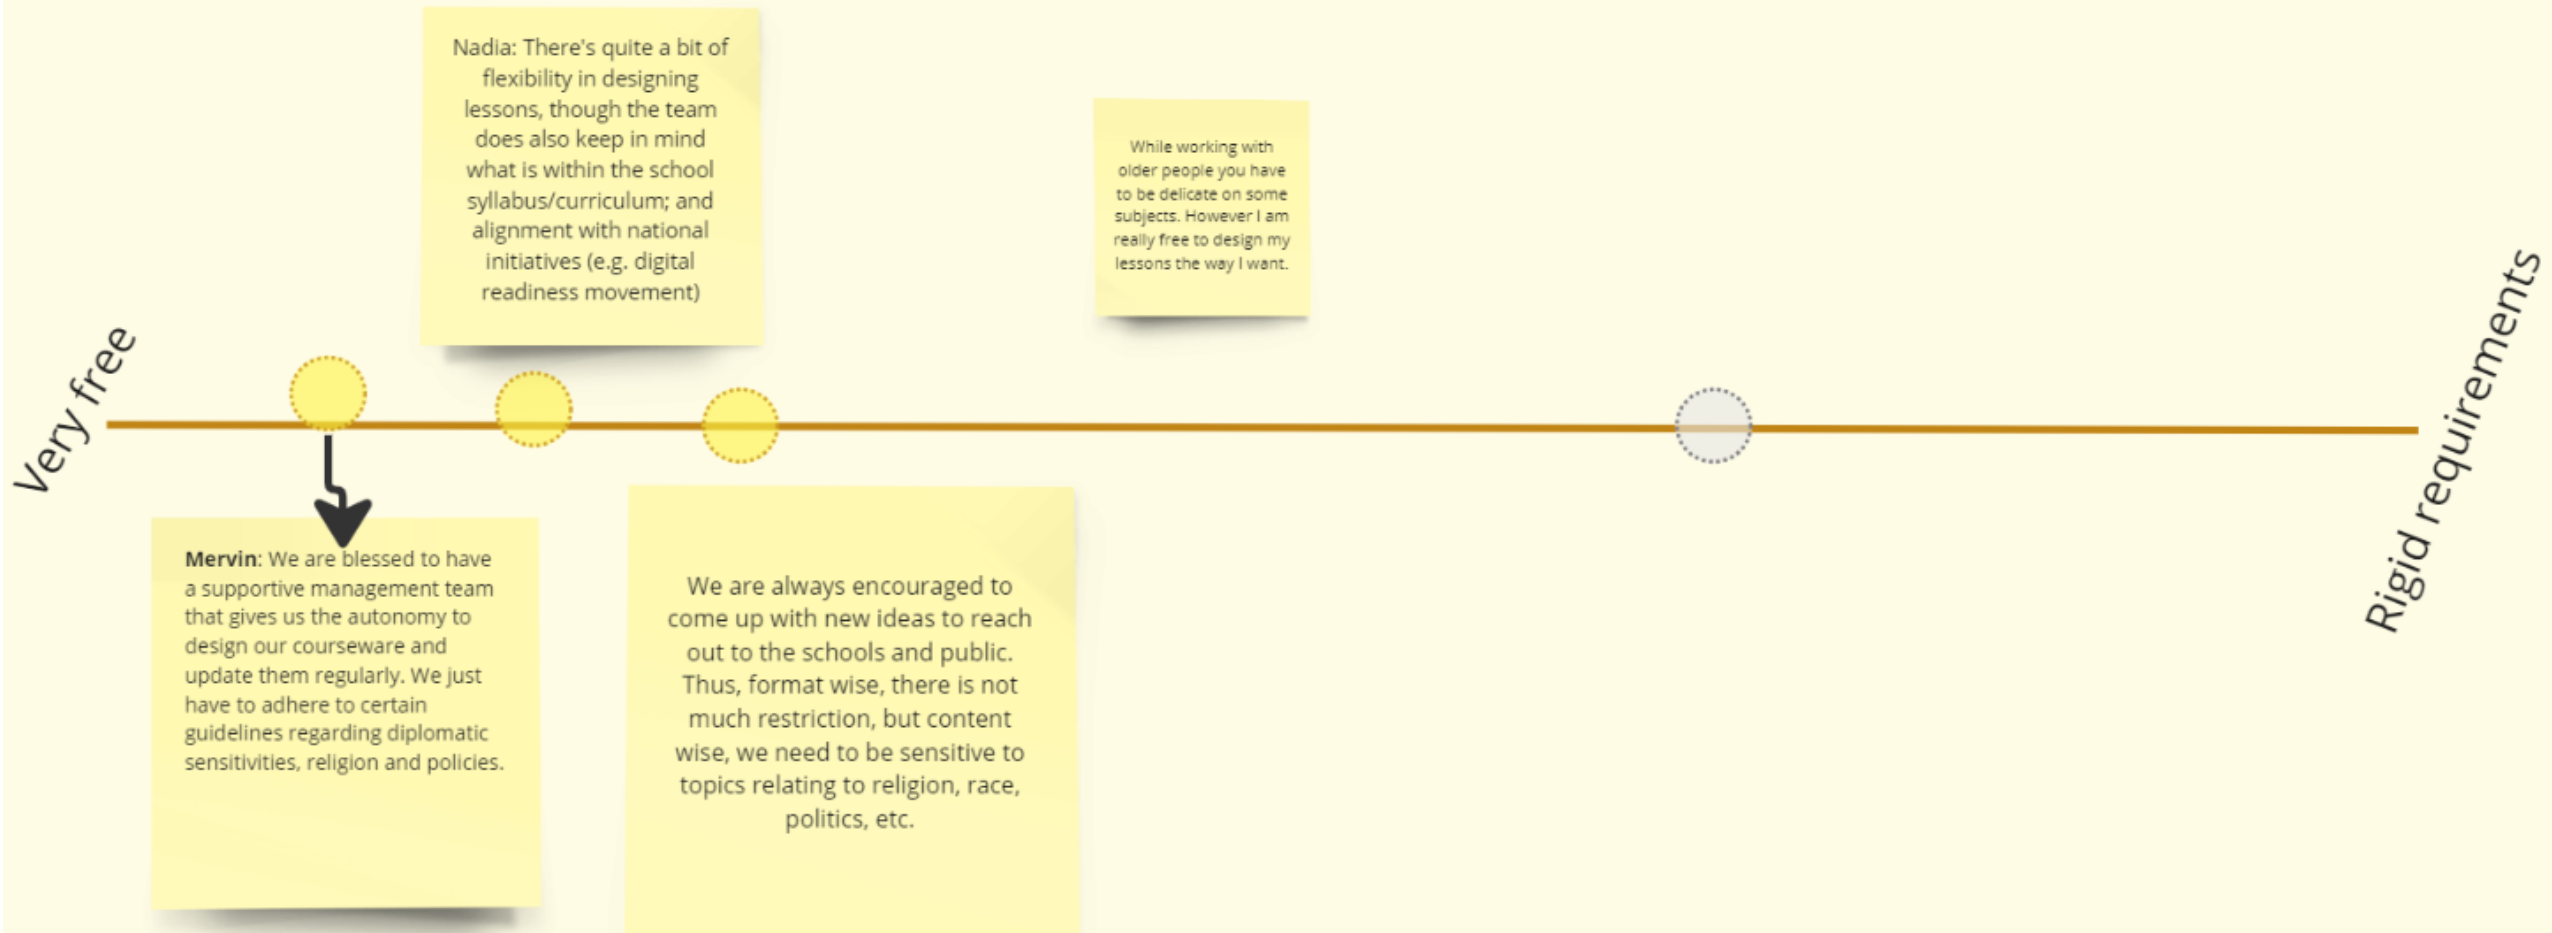 Nadia: There's quite a bit of
flexibility in designing
lessons, though the team
does also keep in mind
what is within the school
syllabus/curriculum; and
alignment with national
initiatives (e.g. digital
readiness movement)
While working with
older people you have
to be delicate on some
subjects. However I am
really free to design my
lessons the way I want.
Very free
Rigid requirements
Mervin: We are blessed to have
a supportive management team
that gives us the autonomy to
design our courseware and
update them regularly. We just
have to adhere to certain
guidelines regarding diplomatic
sensitivities, religion and policies.
We are always encouraged to
come up with new ideas to reach
out to the schools and public.
Thus, format wise, there is not
much restriction, but content
wise, we need to be sensitive to
topics relating to religion, race,
politics, etc.